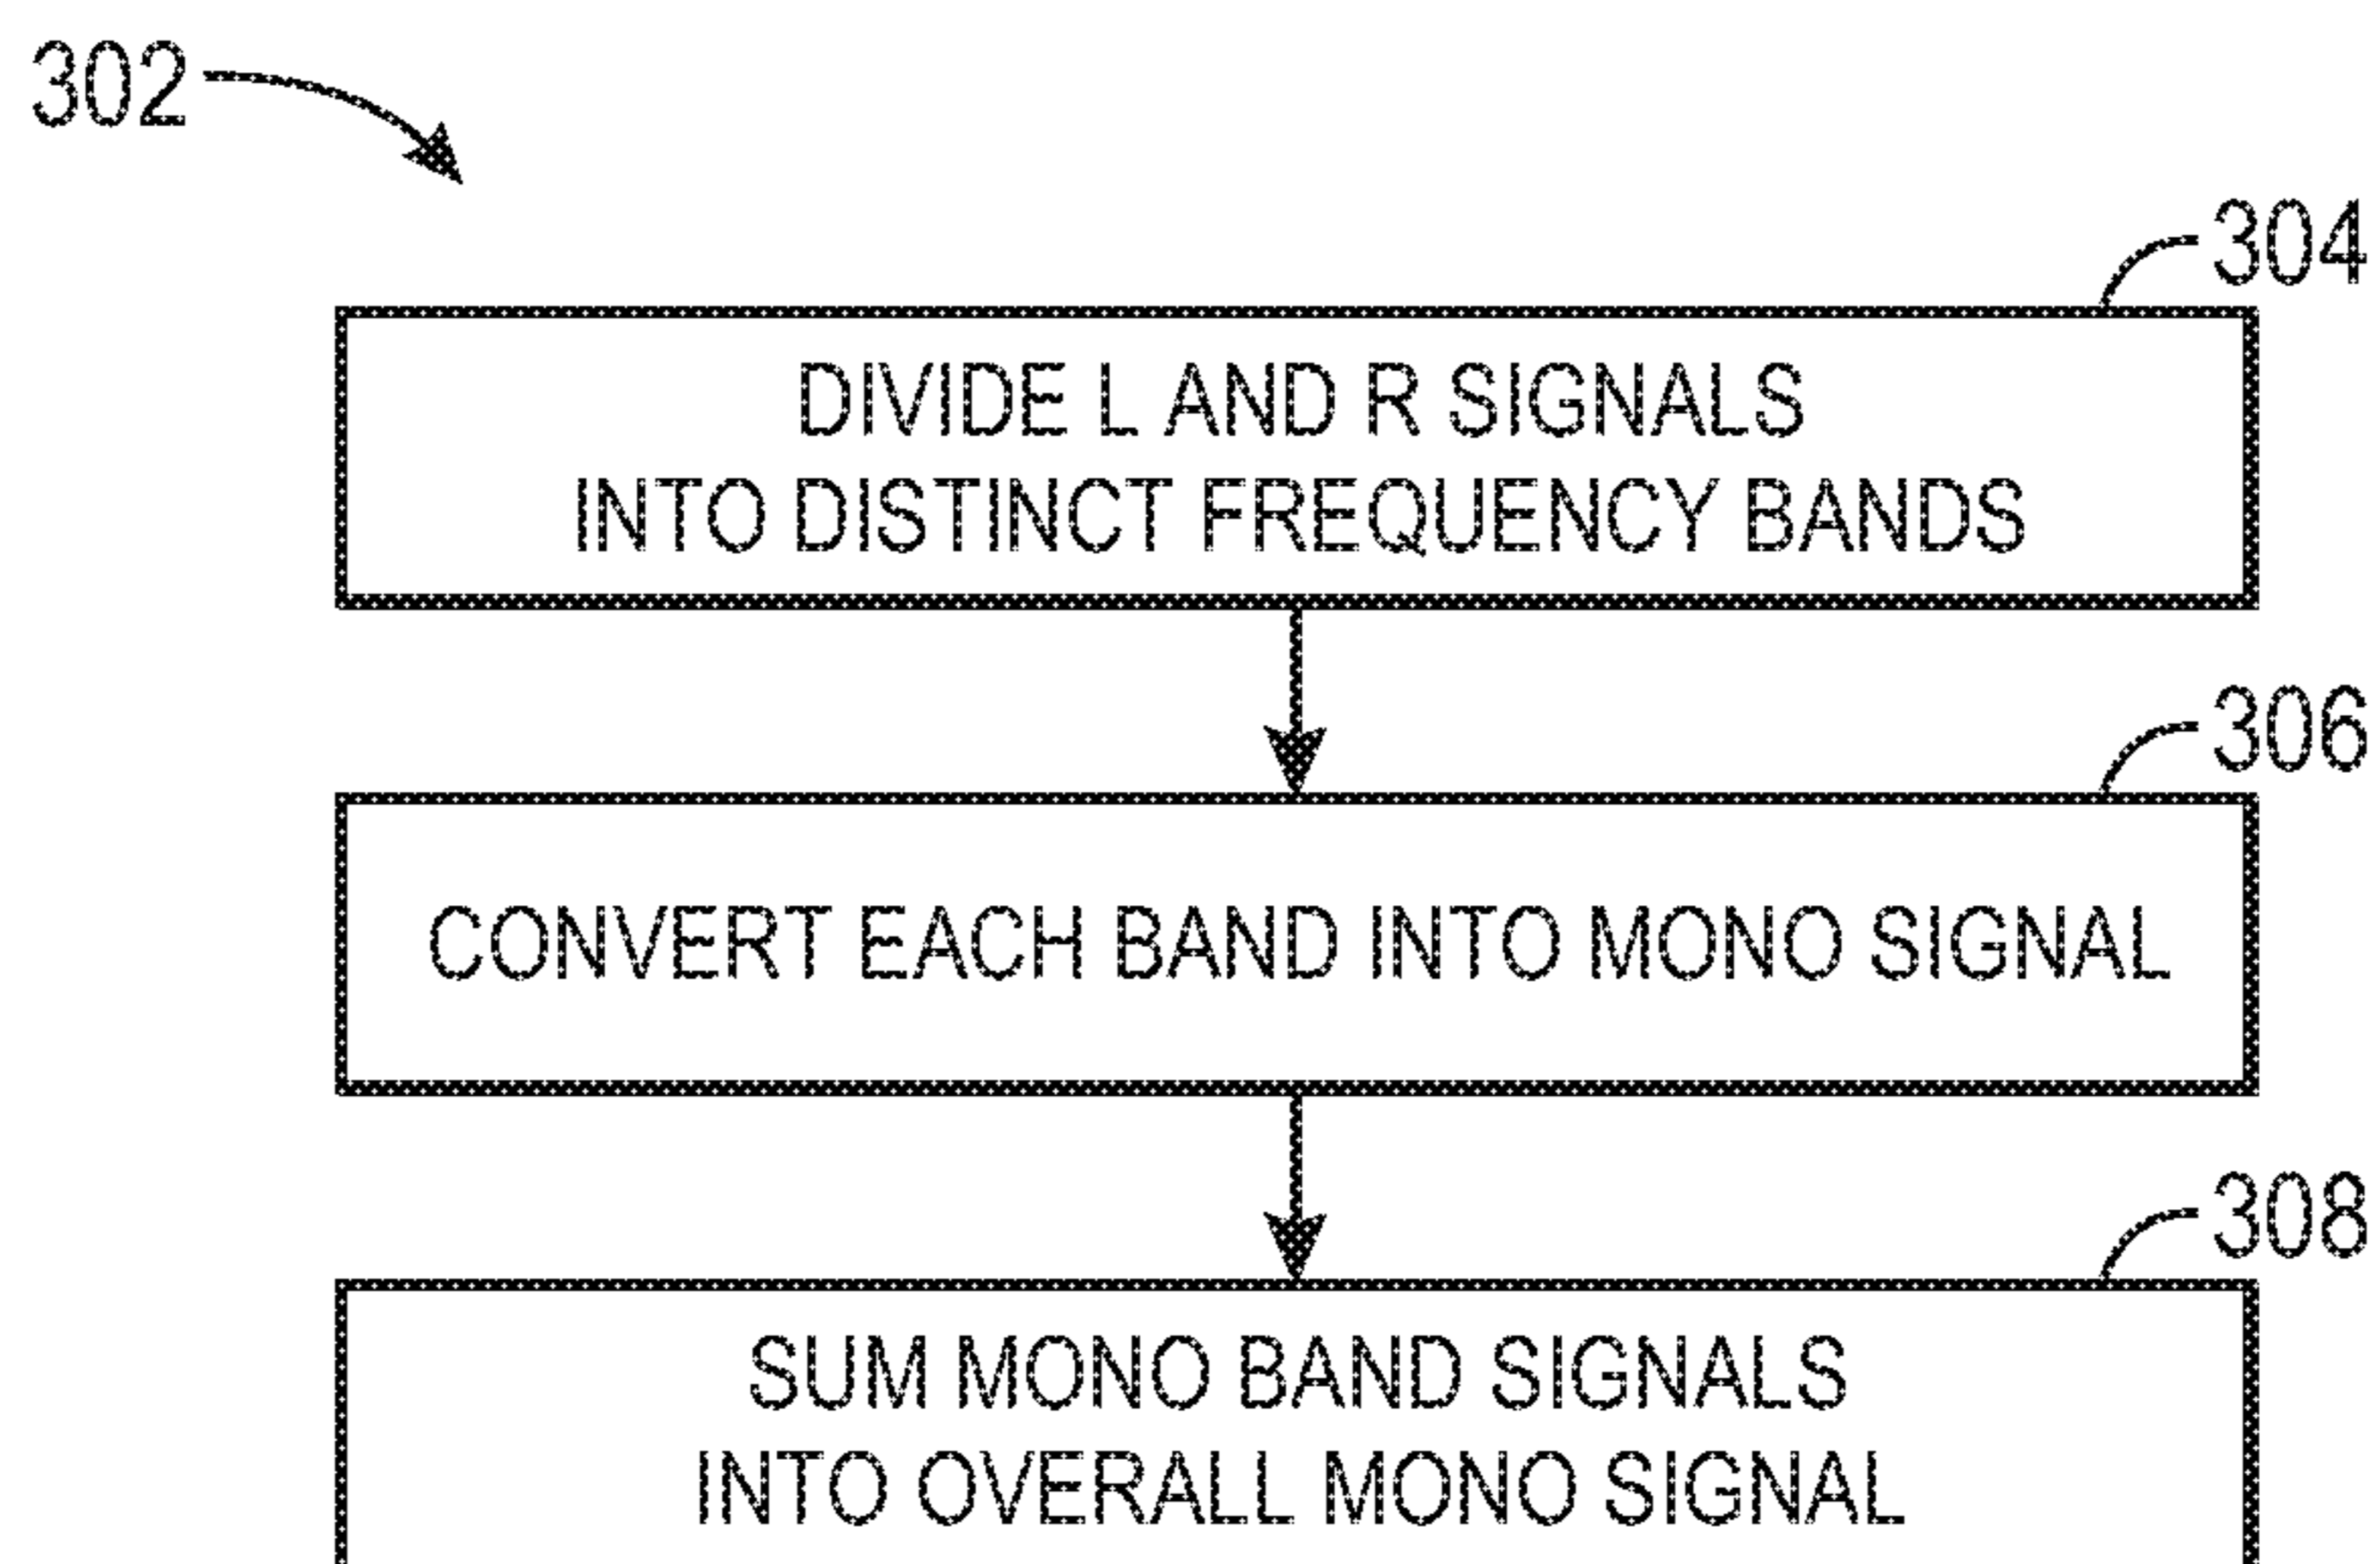 302
304
DIVIDE L AND R SIGNALS
INTO DISTINCT FREQUENCY BANDS
306
CONVERT EACH BAND INTO MONO SIGNAL
308
SUM MONO BAND SIGNALS
INTO OVERALL MONO SIGNAL